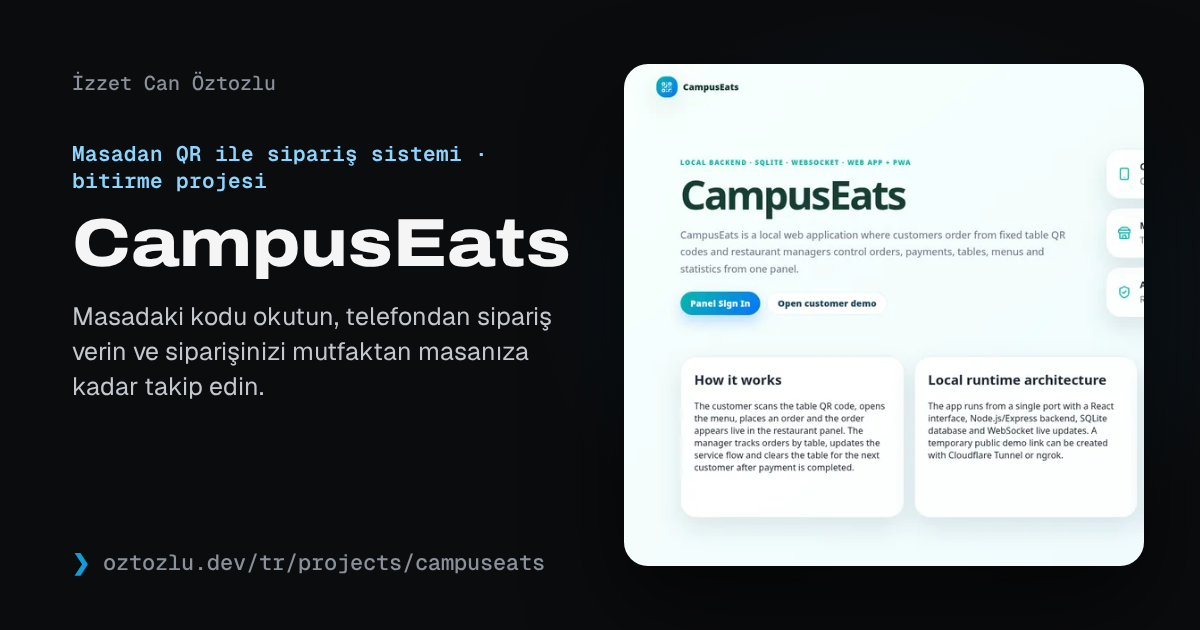 İzzet Can Öztozlu
Masadan QR ile sipariş sistemi ·
bitirme projesi
CampusEats
Masadaki kodu okutun, telefondan sipariş
verin ve siparişinizi mutfaktan masanıza
kadar takip edin.
❯ oztozlu.dev/tr/projects/campuseats
CampusEats
LOCAL BACKEND · SQLITE · WEBSOCKET · WEB APP + PWA
CampusEats
CampusEats is a local web application where customers order from fixed table QR
codes and restaurant managers control orders, payments, tables, menus and
statistics from one panel.
Panel Sign In
Open customer demo
How it works
The customer scans the table QR code, opens
the menu, places an order and the order
appears live in the restaurant panel. The
manager tracks orders by table, updates the
service flow and clears the table for the next
customer after payment is completed.
Local runtime architecture
The app runs from a single port with a React
interface, Node.js/Express backend, SQLite
database and WebSocket live updates. A
temporary public demo link can be created
with Cloudflare Tunnel or ngrok.